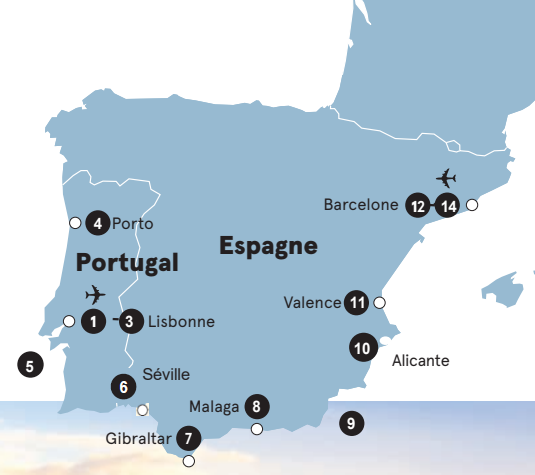 Barcelone 12 14
4 Porto
Espagne
Portugal
Valence 11
1 3 Lisbonne
10
Alicante
5
Séville
6
Malaga 8
9
Gibraltar 7